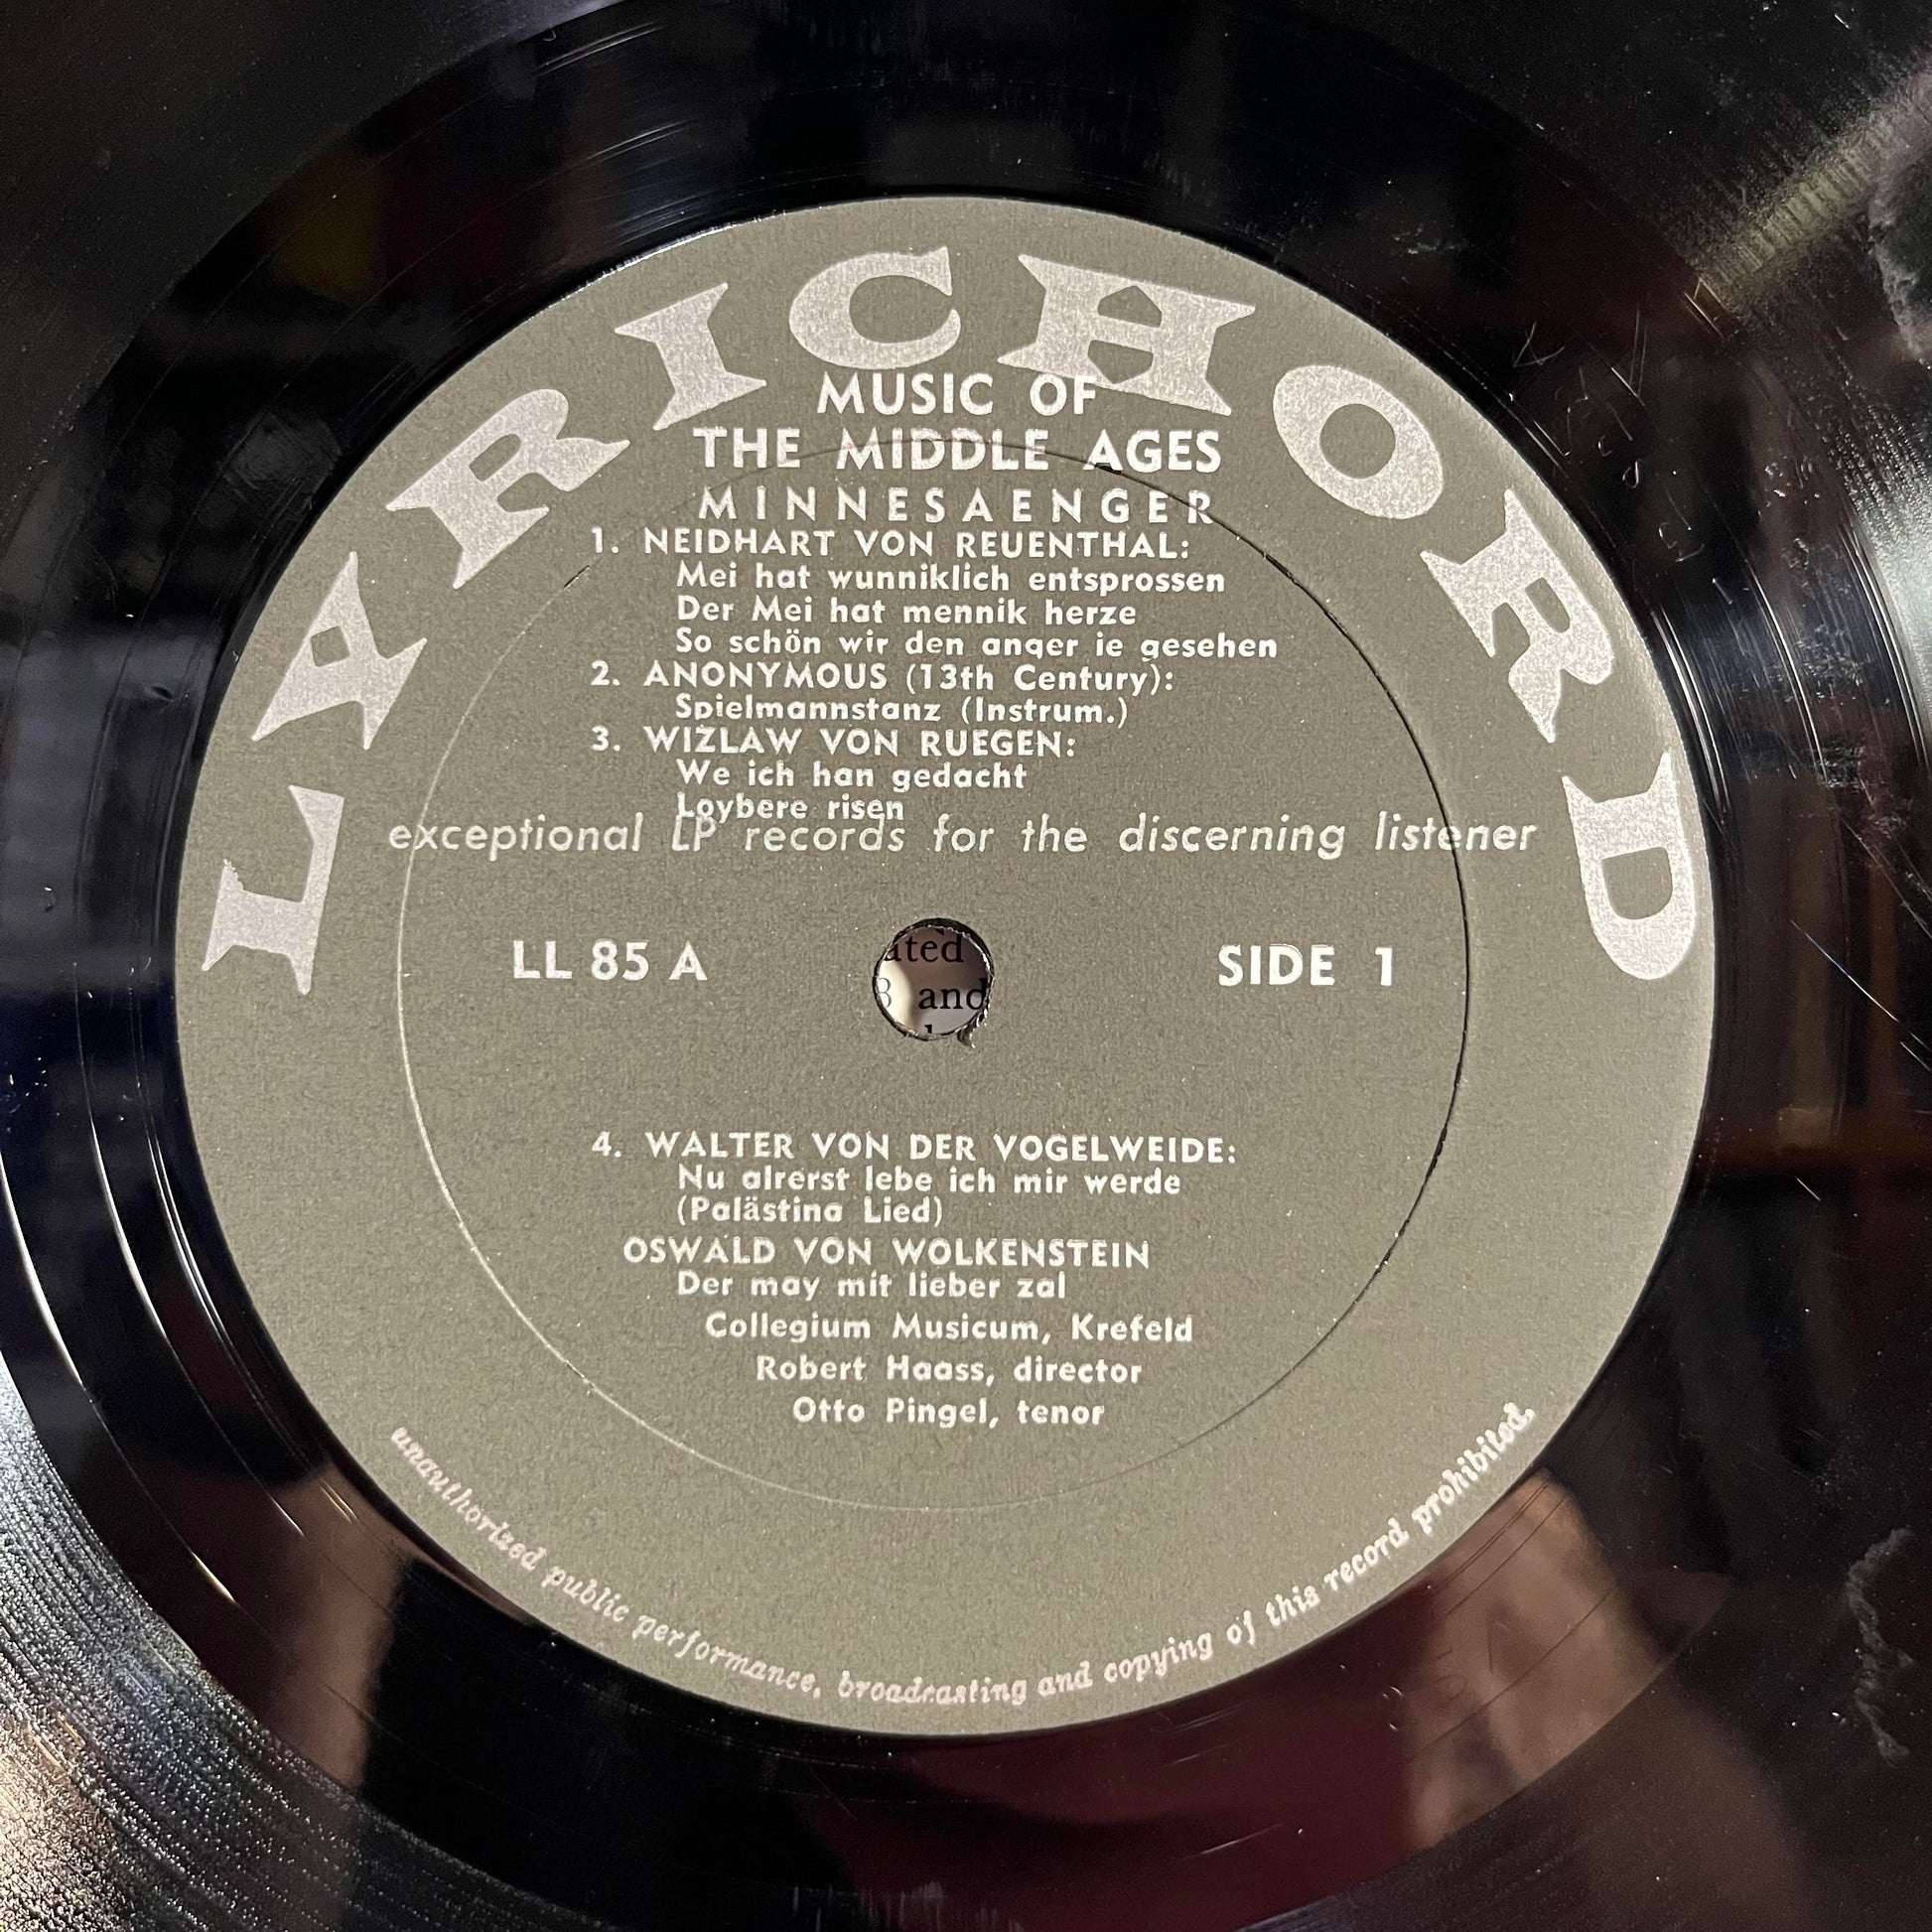 LYRICHORD
MUSIC OF
THE MIDDLE AGES
MINNESAENGER
1. NEIDHART VON REUENTHAL:
Mei hat wunniklich entsprossen
Der Mei hat mennik herze
So schön wir den anger ie gesehen
2. ANONYMOUS (13th Century):
Spielmannstanz (Instrum.)
3. WIZLAW VON RUEGEN:
We ich han gedacht
Loybere risen
exceptional LP records for the discerning listener
ated
LL 85 A
SIDE 1
and
4. WALTER VON DER VOGELWEIDE:
Nu alrerst lebe ich mir werde
(Palästina Lied)
OSWALD VON WOLKENSTEIN
Der may mit lieber zal
Collegium Musicum, Krefeld
Robert Haass, director
Otto Pingel, tenor
unauthorized public performance, broadcasting and copying of this record prohibited.